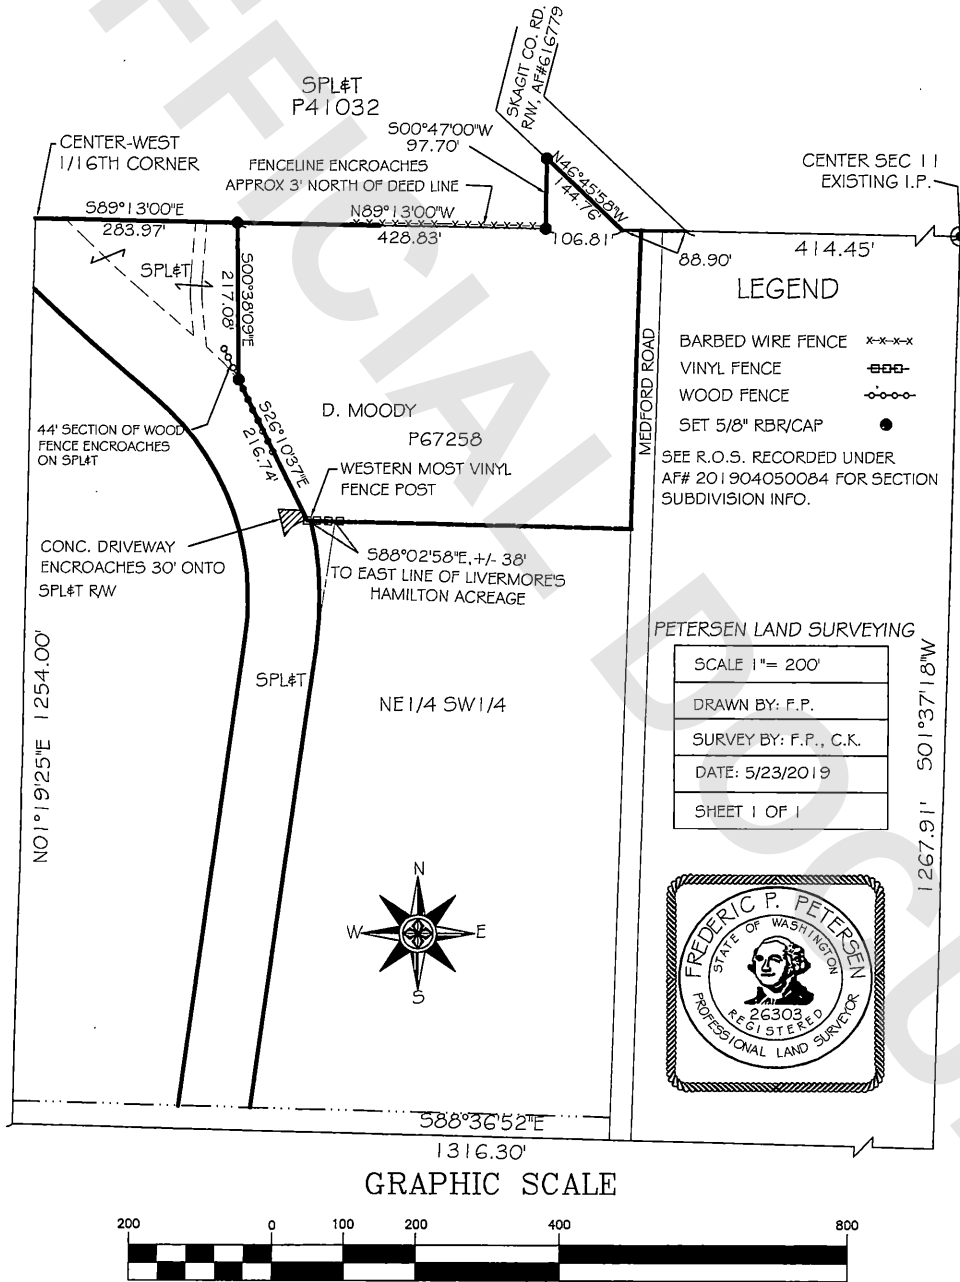 SKAGIT CO. RD.
R/W, AF#616779
SPL&T
P41032
S00°47'00"W
97.70'
CENTER-WEST
1/16TH CORNER
FENCELINE ENCROACHES
APPROX 3' NORTH OF DEED LINE
N46°45'58"W
144.76'
CENTER SEC 11
EXISTING I.P.
S89°13'00"E
283.97'
N89°13'00"W
428.83'
106.81'
88.90'
414.45'
SPL&T
S00°38'09"E
217.08'
LEGEND
BARBED WIRE FENCE
VINYL FENCE
WOOD FENCE
SET 5/8" RBR/CAP
MEDFORD ROAD
SEE R.O.S. RECORDED UNDER
AF# 201904050084 FOR SECTION
SUBDIVISION INFO.
D. MOODY
P67258
S26°10'37"E
216.74'
44' SECTION OF WOOD
FENCE ENCROACHES
ON SPL&T
WESTERN MOST VINYL
FENCE POST
CONC. DRIVEWAY
ENCROACHES 30' ONTO
SPL&T R/W
S88°02'58"E,+/- 38'
TO EAST LINE OF LIVERMORE'S
HAMILTON ACREAGE
N01°19'25"E 1254.00'
SPL&T
NE1/4 SW1/4
PETERSEN LAND SURVEYING
SCALE 1"= 200'
DRAWN BY: F.P.
SURVEY BY: F.P., C.K.
DATE: 5/23/2019
SHEET 1 OF 1
1267.91' S01°37'18"W
N
W
E
S
FREDERIC P. PETERSEN
STATE OF WASHINGTON
26303
REGISTERED
PROFESSIONAL LAND SURVEYOR
S88°36'52"E
1316.30'
GRAPHIC SCALE
200 0 100 200 400 800